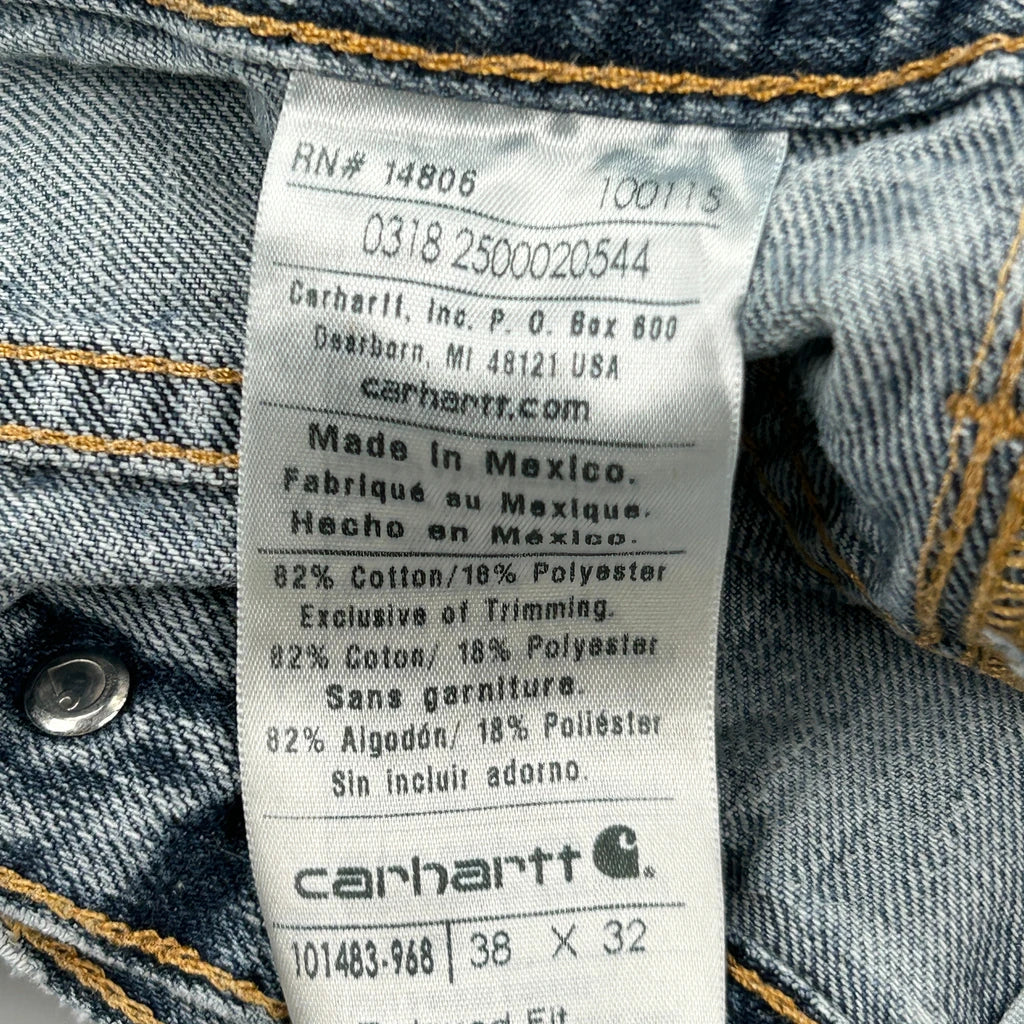 RN# 14806 100115
0318 2500020544
Carhartt, Inc. P. O. Box 600
Dearborn, MI 48121 USA
carhartt.com
Made in Mexico.
Fabriqué au Mexique.
Hecho en México.
82% Cotton/18% Polyester
Exclusive of Trimming.
82% Coton/ 18% Polyester
Sans garniture.
82% Algodón/ 18% Poliéster
Sin incluir adorno.
carhartt
101483-968 38 X 32
Fit